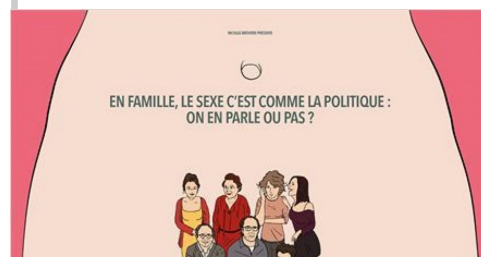 EN FAMILLE, LE SEXE C'EST COMME LA POLITIQUE :
ON EN PARLE OU PAS ?